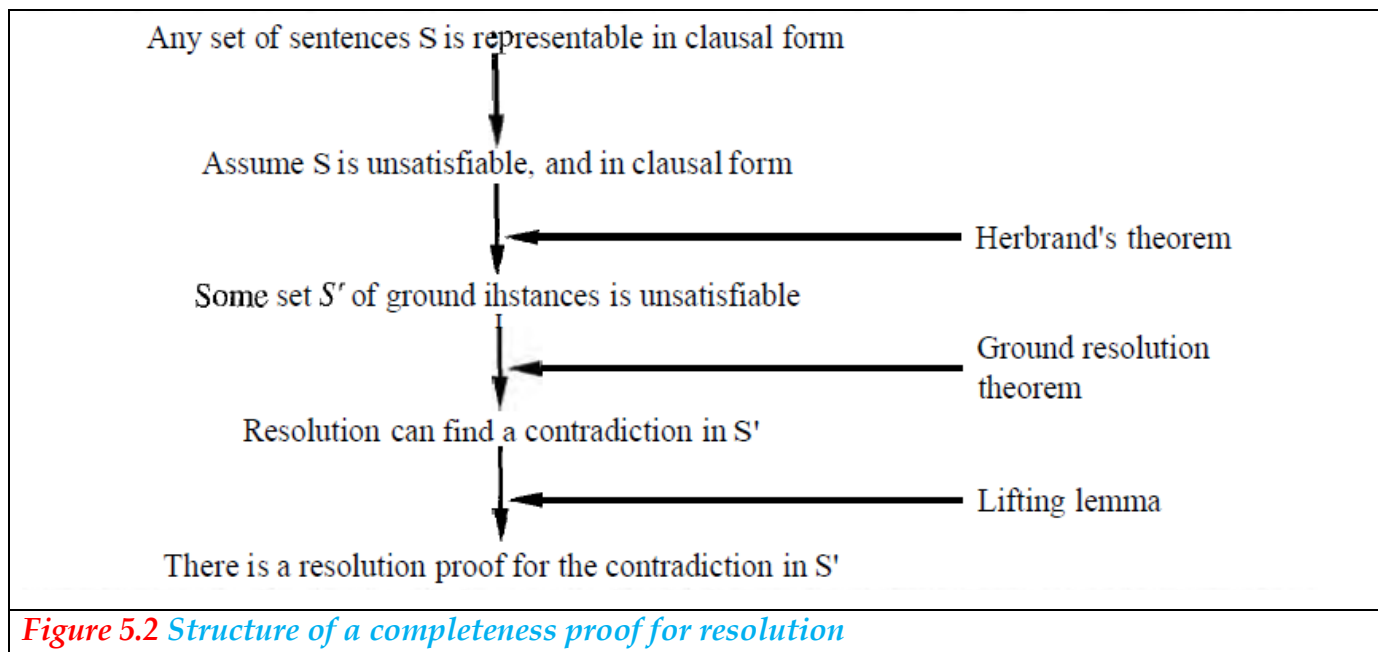 Any set of sentences S is representable in clausal form
Assume S is unsatisfiable, and in clausal form
Herbrand's theorem
Some set S' of ground ihstances is unsatisfiable
Ground resolution
theorem
Resolution can find a contradiction in S'
Lifting lemma
There is a resolution proof for the contradiction in S'
Figure 5.2 Structure of a completeness proof for resolution